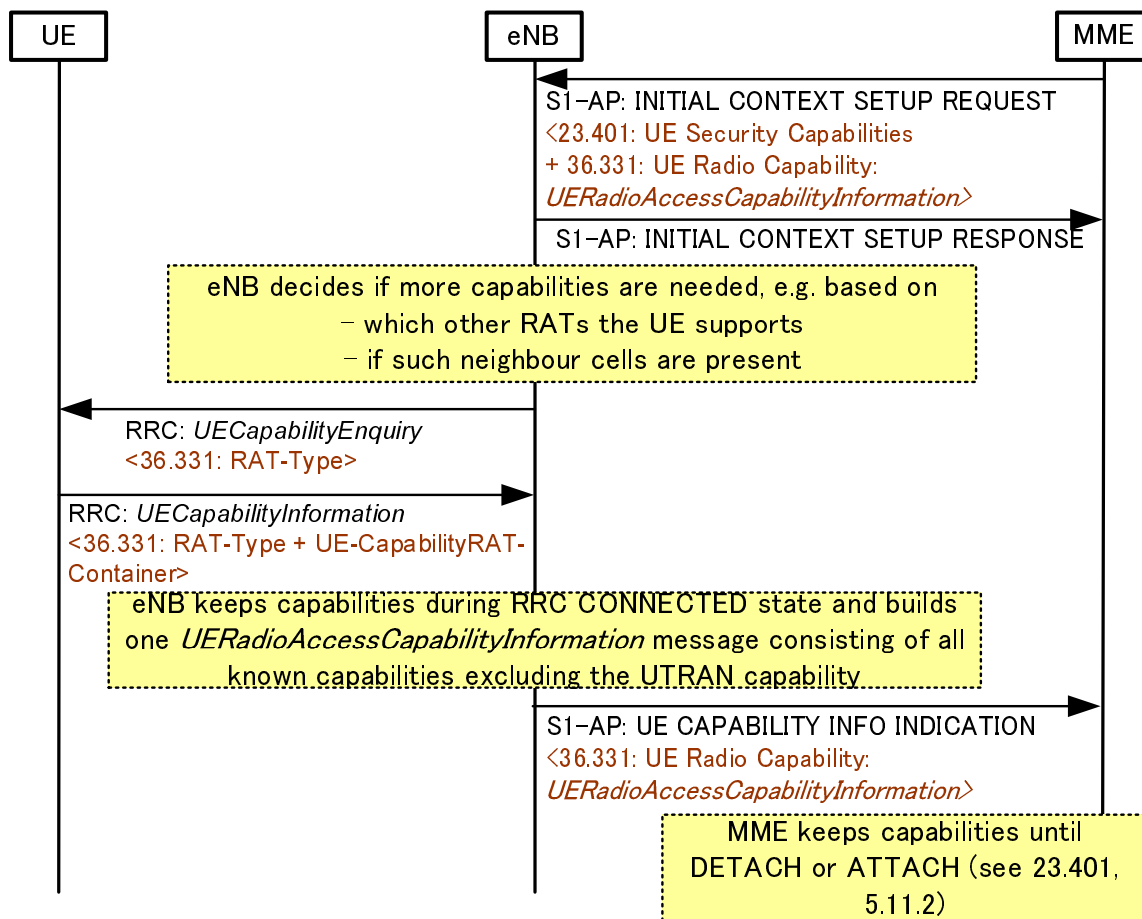 UE
eNB
MME
S1-AP: INITIAL CONTEXT SETUP REQUEST
<23.401: UE Security Capabilities
+ 36.331: UE Radio Capability:
UERadioAccessCapabilityInformation>
S1-AP: INITIAL CONTEXT SETUP RESPONSE
eNB decides if more capabilities are needed, e.g. based on
- which other RATs the UE supports
- if such neighbour cells are present
RRC: UECapabilityEnquiry
<36.331: RAT-Type>
RRC: UECapabilityInformation
<36.331: RAT-Type + UE-CapabilityRAT-
Container>
eNB keeps capabilities during RRC CONNECTED state and builds
one UERadioAccessCapabilityInformation message consisting of all
known capabilities excluding the UTRAN capability
S1-AP: UE CAPABILITY INFO INDICATION
<36.331: UE Radio Capability:
UERadioAccessCapabilityInformation>
MME keeps capabilities until
DETACH or ATTACH (see 23.401,
5.11.2)